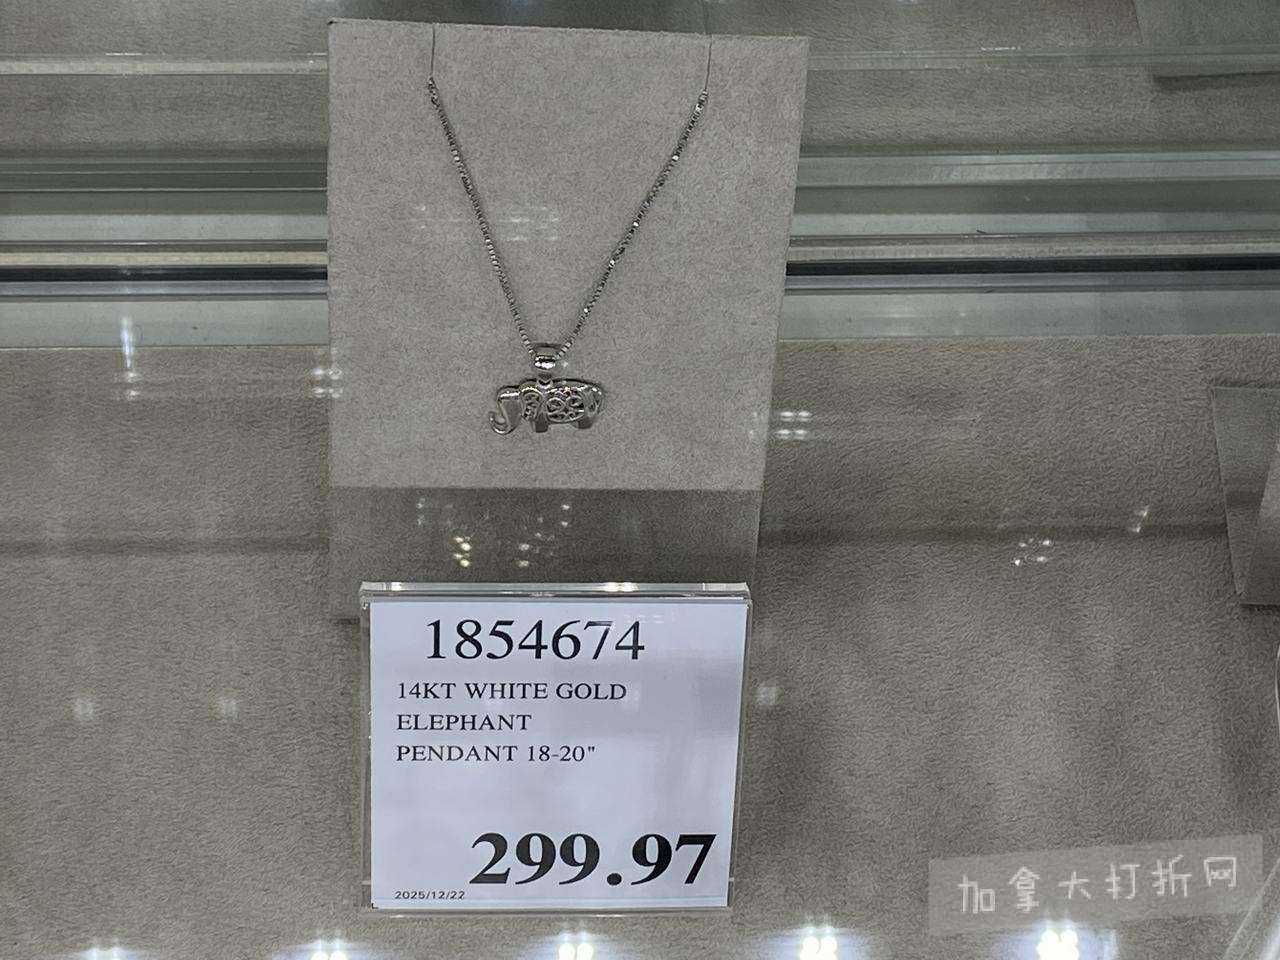 1854674
14KT WHITE GOLD
ELEPHANT
PENDANT 18-20"
299.97
2025/12/22
加拿大打折网